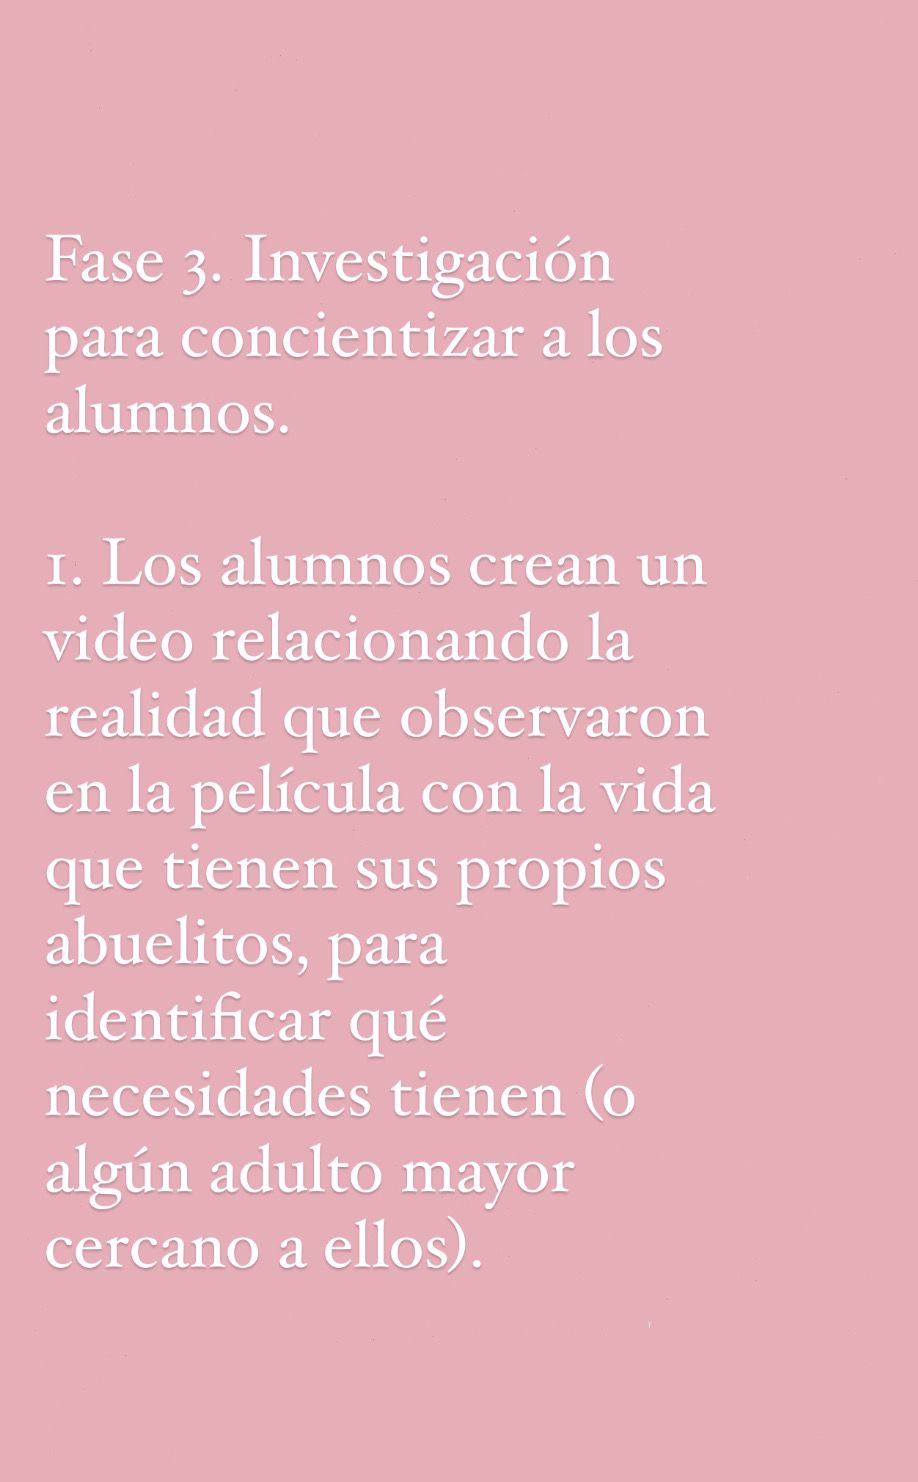 Fase 3. Investigación
para concientizar a los
alumnos.
1. Los alumnos crean un
video relacionando la
realidad que observaron
en la película con la vida
que tienen sus propios
abuelitos, para
identificar qué
necesidades tienen (o
algún adulto mayor
cercano a ellos).